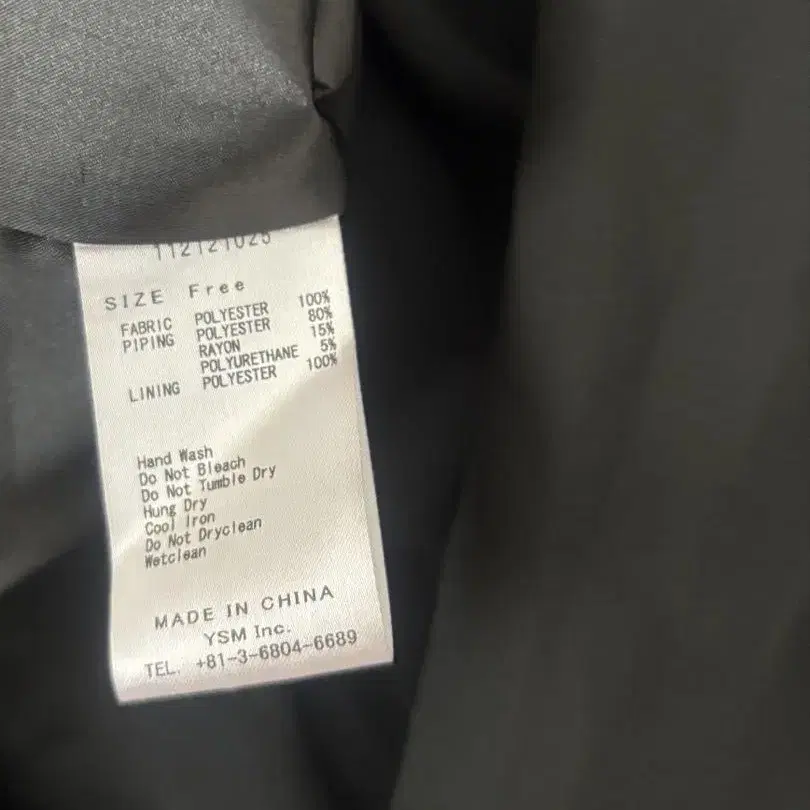 112121025
SIZE Free
FABRIC POLYESTER 100%
PIPING POLYESTER 80%
RAYON 15%
POLYURETHANE 5%
LINING POLYESTER 100%
Hand Wash
Do Not Bleach
Do Not Tumble Dry
Hung Dry
Cool Iron
Do Not Dryclean
Wetclean
MADE IN CHINA
YSM Inc.
TEL. +81-3-6804-6689